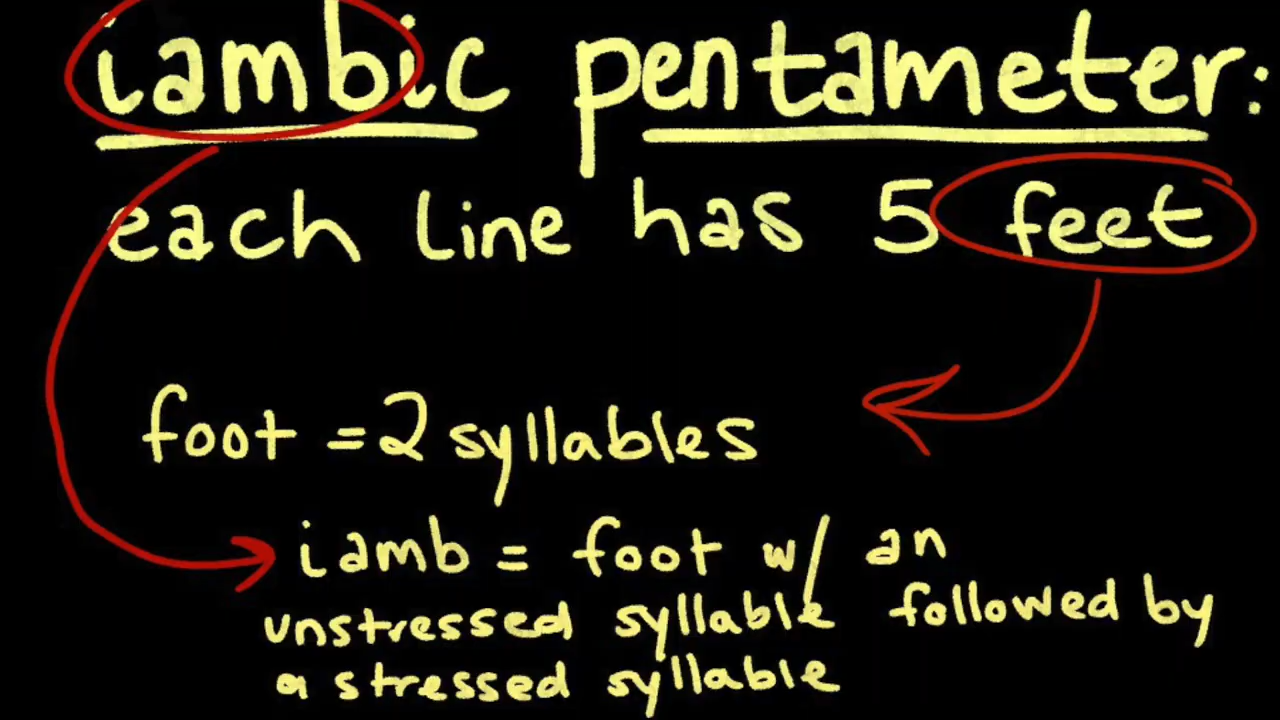 iambic pentameter:
each line has 5 feet
foot = 2 syllables
iamb = foot w/ an
unstressed syllable followed by
a stressed syllable